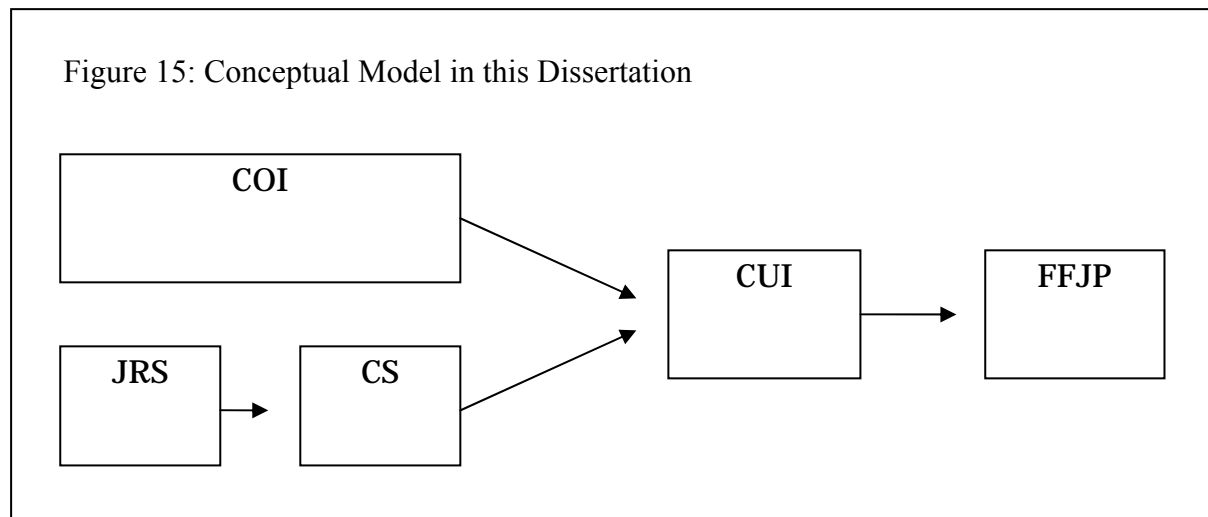 Figure 15: Conceptual Model in this Dissertation
COI
CUI
FFJP
JRS
CS